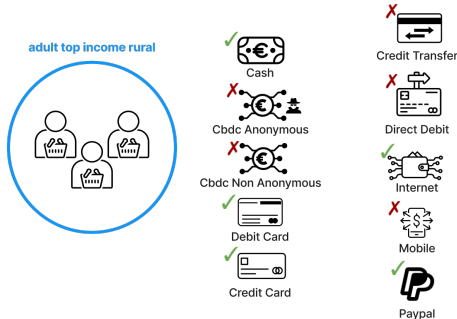 adult top income rural
Cash
Cbdc Anonymous
Cbdc Non Anonymous
Debit Card
Credit Card
Credit Transfer
Direct Debit
Internet
Mobile
Paypal